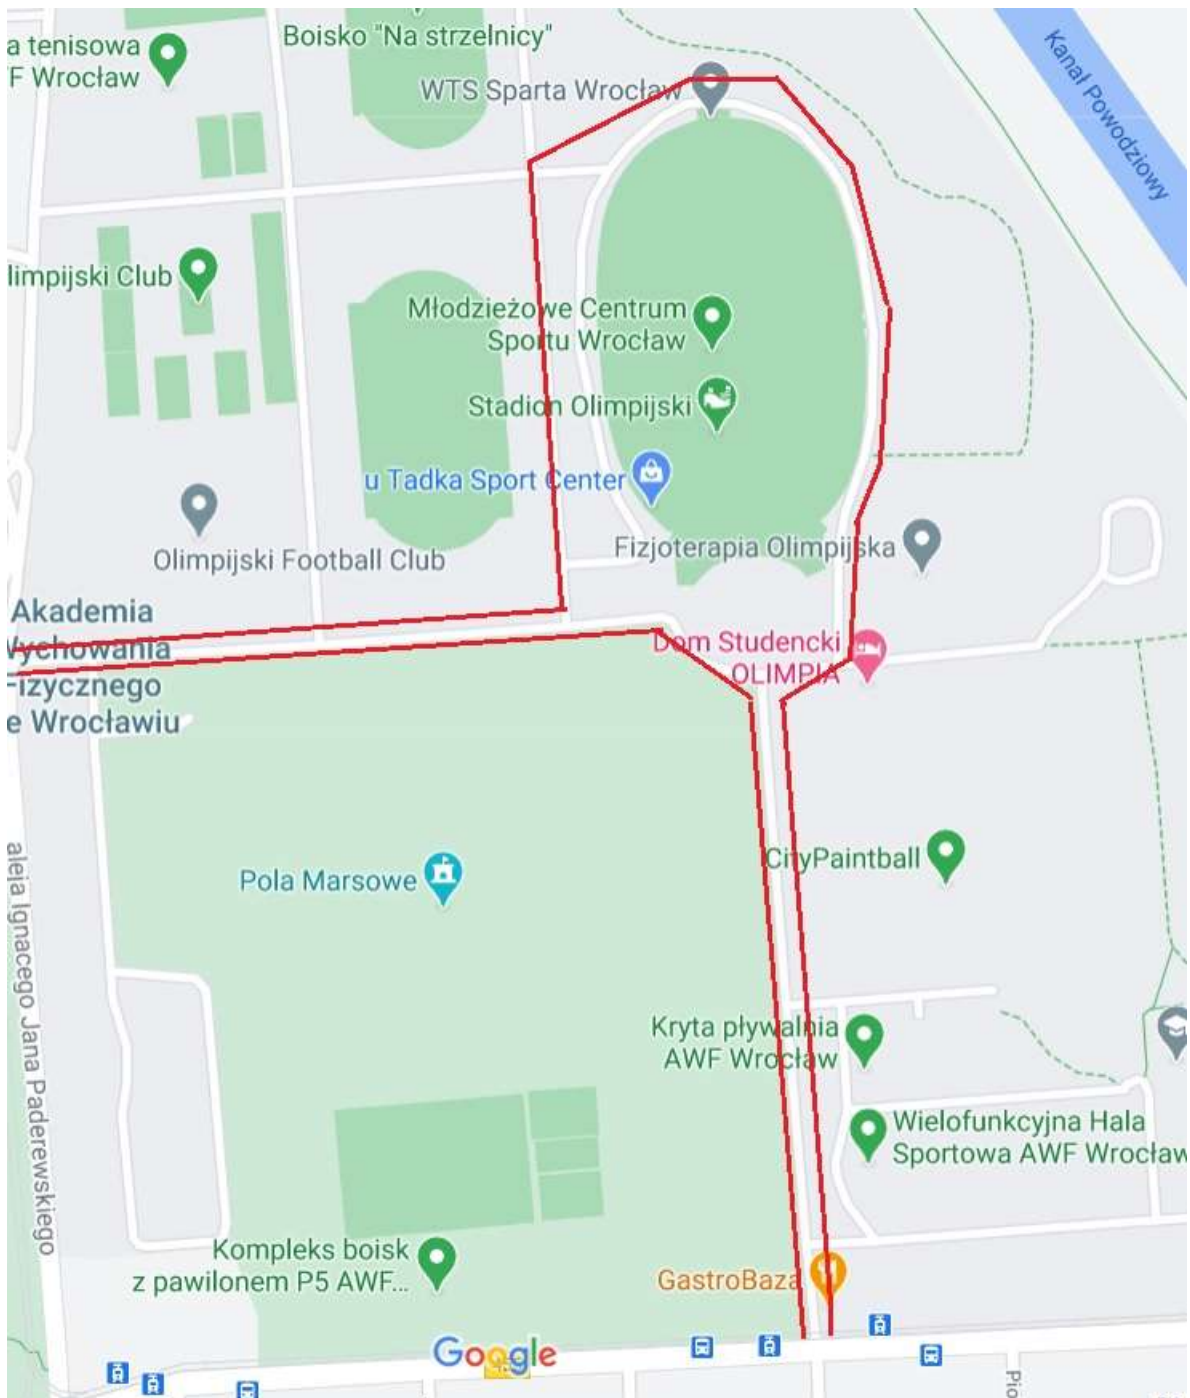 a tenisowa
F Wrocław
Boisko "Na strzelnicy"
WTS Sparta Wrocław
Kanał Powodziowy
limpijski Club
Młodzieżowe Centrum
Sportu Wrocław
Stadion Olimpijski
u Tadka Sport Center
Olimpijski Football Club
Fizjoterapia Olimpijska
Akademia
Wychowania
Fizycznego
e Wrocławiu
Dom Studencki
OLIMPIA
CityPaintball
Pola Marsowe
aleja Ignacego Jana Paderewskiego
Kryta pływalnia
AWF Wrocław
Wielofunkcyjna Hala
Sportowa AWF Wrocław
Kompleks boisk
z pawilonem P5 AWF...
GastroBaza
Google
Pio